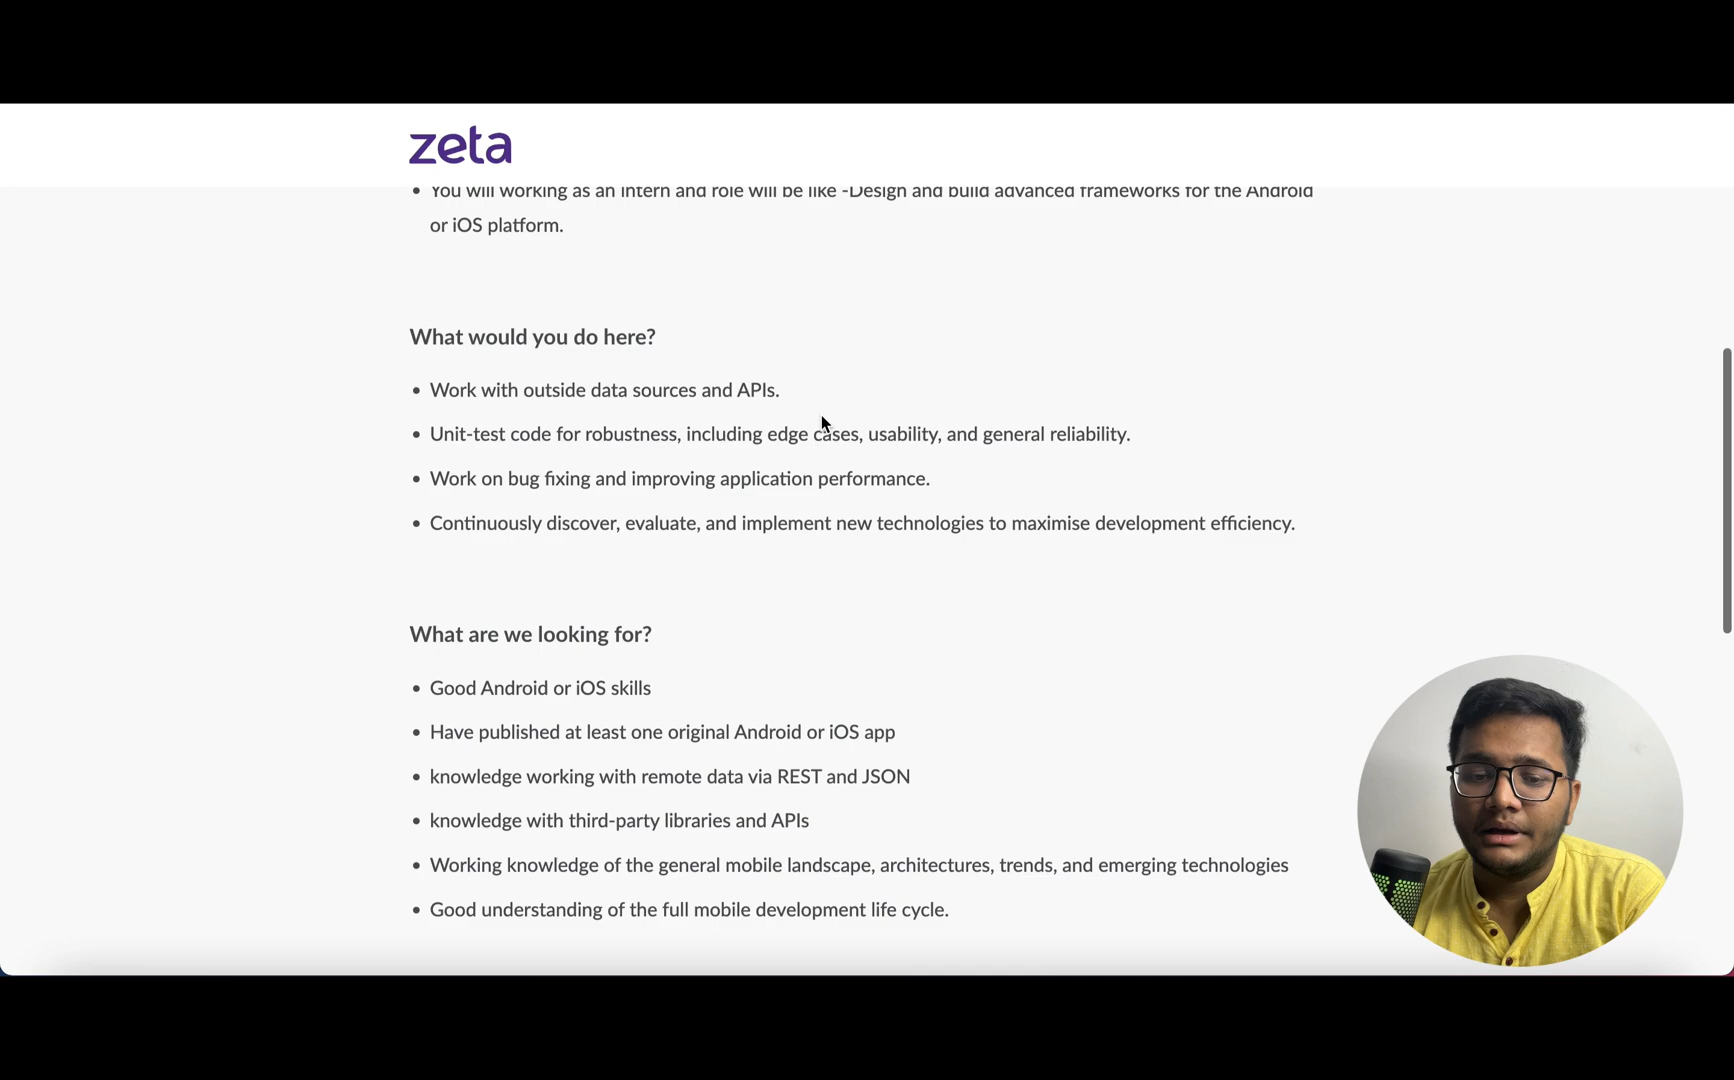 zeta
You will working as an intern and role will be like -Design and build advanced frameworks for the Android
or iOS platform.
What would you do here?
Work with outside data sources and APIs.
Unit-test code for robustness, including edge cases, usability, and general reliability.
Work on bug fixing and improving application performance.
Continuously discover, evaluate, and implement new technologies to maximise development efficiency.
What are we looking for?
Good Android or iOS skills
Have published at least one original Android or iOS app
knowledge working with remote data via REST and JSON
knowledge with third-party libraries and APIs
Working knowledge of the general mobile landscape, architectures, trends, and emerging technologies
Good understanding of the full mobile development life cycle.